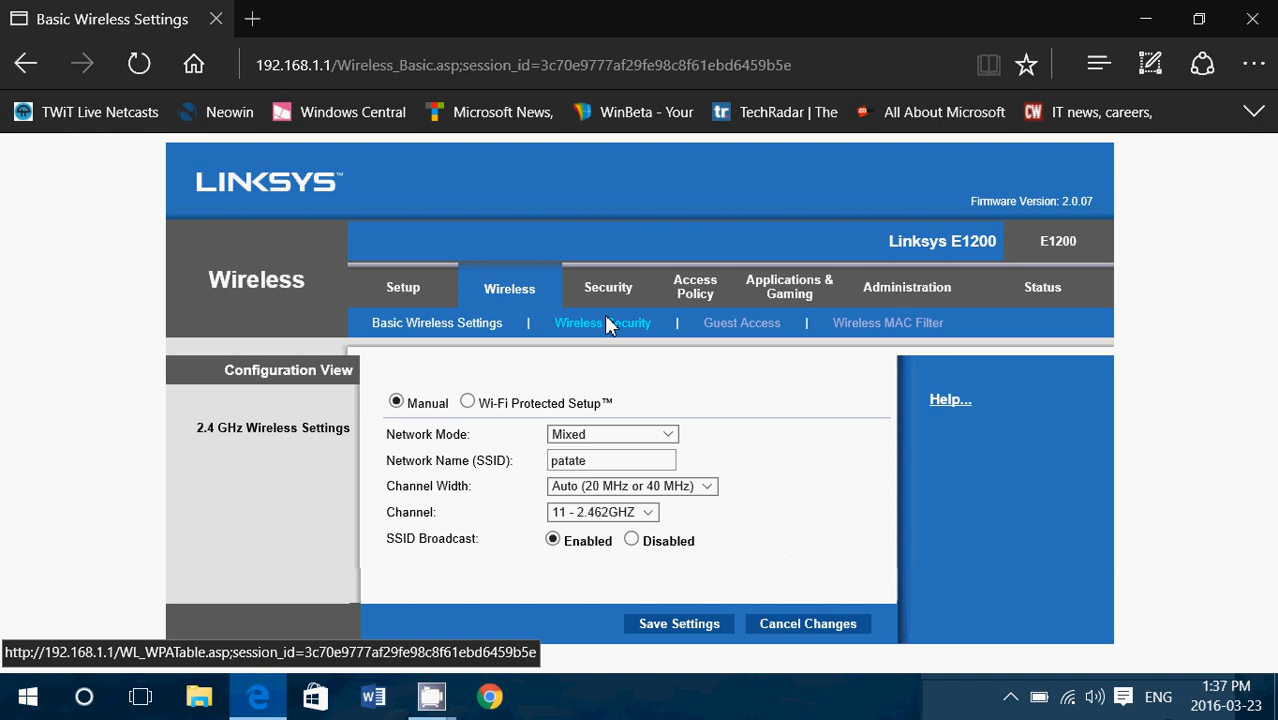 Basic Wireless Settings
192.168.1.1/Wireless_Basic.asp;session_id=3c70e9777af29fe98c8f61ebd6459b5e
TWiT Live Netcasts Neowin Windows Central Microsoft News, WinBeta - Your TechRadar | The All About Microsoft CW IT news, careers,
LINKSYS™
Firmware Version: 2.0.07
Linksys E1200 E1200
Wireless
Setup Wireless Security Access Policy Applications & Gaming Administration Status
Basic Wireless Settings | Wireless Security | Guest Access | Wireless MAC Filter
Configuration View
2.4 GHz Wireless Settings
Manual Wi-Fi Protected Setup™
Help...
Network Mode: Mixed
Network Name (SSID): patate
Channel Width: Auto (20 MHz or 40 MHz)
Channel: 11 - 2.462GHZ
SSID Broadcast: Enabled Disabled
Save Settings Cancel Changes
http://192.168.1.1/WL_WPATable.asp;session_id=3c70e9777af29fe98c8f61ebd6459b5e
ENG
1:37 PM
2016-03-23